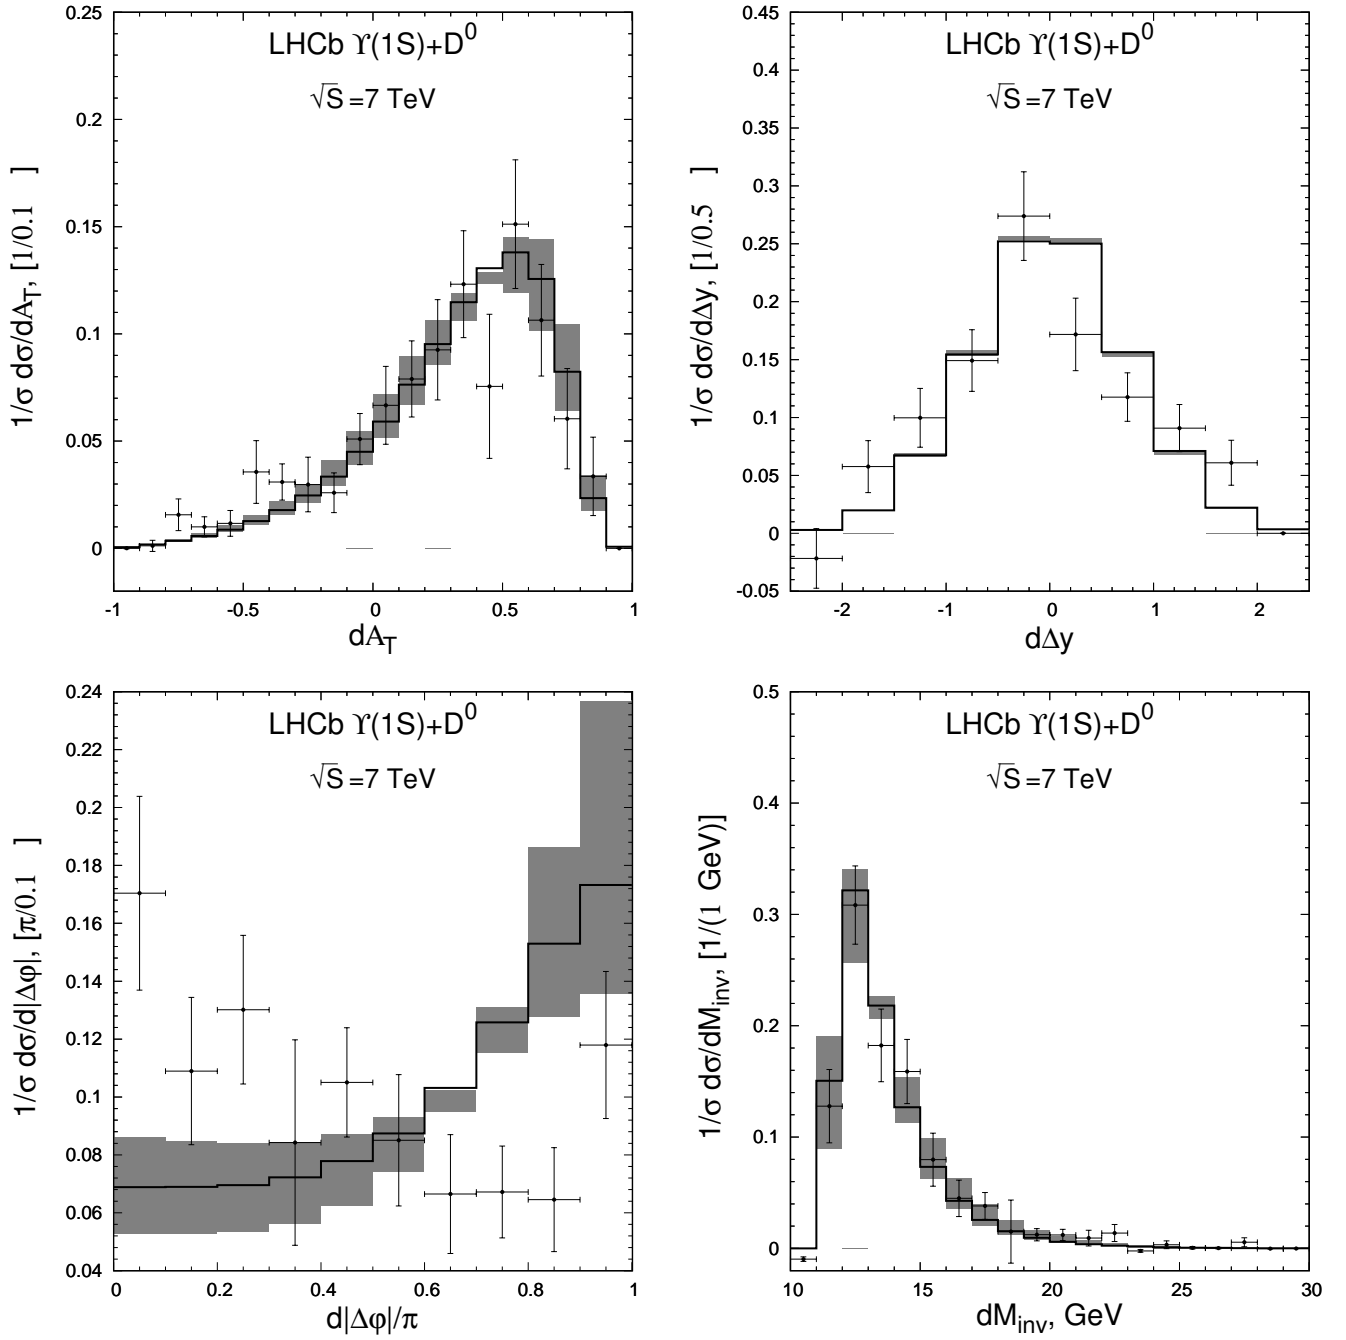 LHCb ϒ(1S)+D⁰
√S =7 TeV
1/σ dσ/dA_T, [1/0.1 ]
0.25
0.2
0.15
0.1
0.05
0
-1 -0.5 0 0.5 1
dA_T
LHCb ϒ(1S)+D⁰
√S =7 TeV
1/σ dσ/dΔy, [1/0.5 ]
0.45
0.4
0.35
0.3
0.25
0.2
0.15
0.1
0.05
0
-0.05
-2 -1 0 1 2
dΔy
LHCb ϒ(1S)+D⁰
√S =7 TeV
1/σ dσ/d|Δφ|, [π/0.1 ]
0.24
0.22
0.2
0.18
0.16
0.14
0.12
0.1
0.08
0.06
0.04
0 0.2 0.4 0.6 0.8 1
d|Δφ|/π
LHCb ϒ(1S)+D⁰
√S =7 TeV
1/σ dσ/dM_inv, [1/(1 GeV)]
0.5
0.4
0.3
0.2
0.1
0
10 15 20 25 30
dM_inv, GeV